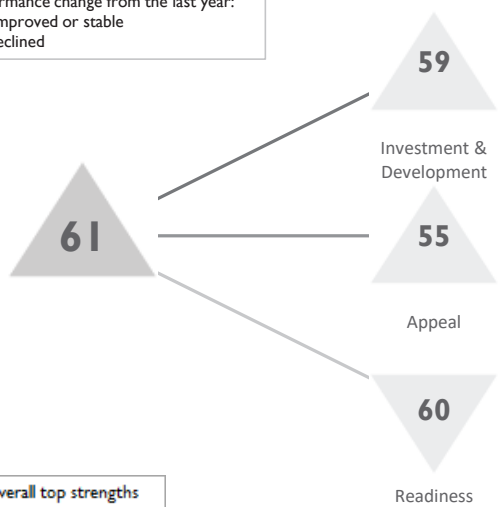 rmance change from the last year:
mproved or stable
eclined
59
Investment &
Development
61
55
Appeal
60
Readiness
verall top strengths